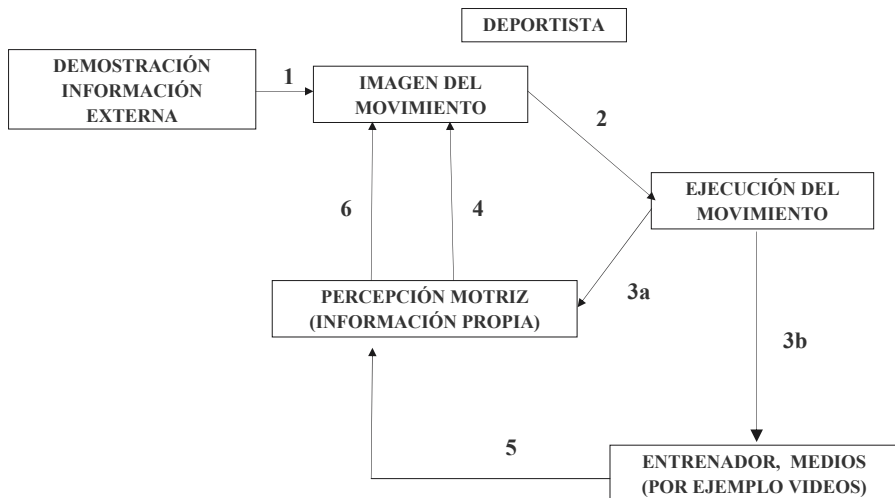 DEPORTISTA
DEMOSTRACIÓN
INFORMACIÓN
EXTERNA
1
IMAGEN DEL
MOVIMIENTO
2
EJECUCIÓN DEL
MOVIMIENTO
6
4
3a
PERCEPCIÓN MOTRIZ
(INFORMACIÓN PROPIA)
3b
5
ENTRENADOR, MEDIOS
(POR EJEMPLO VIDEOS)